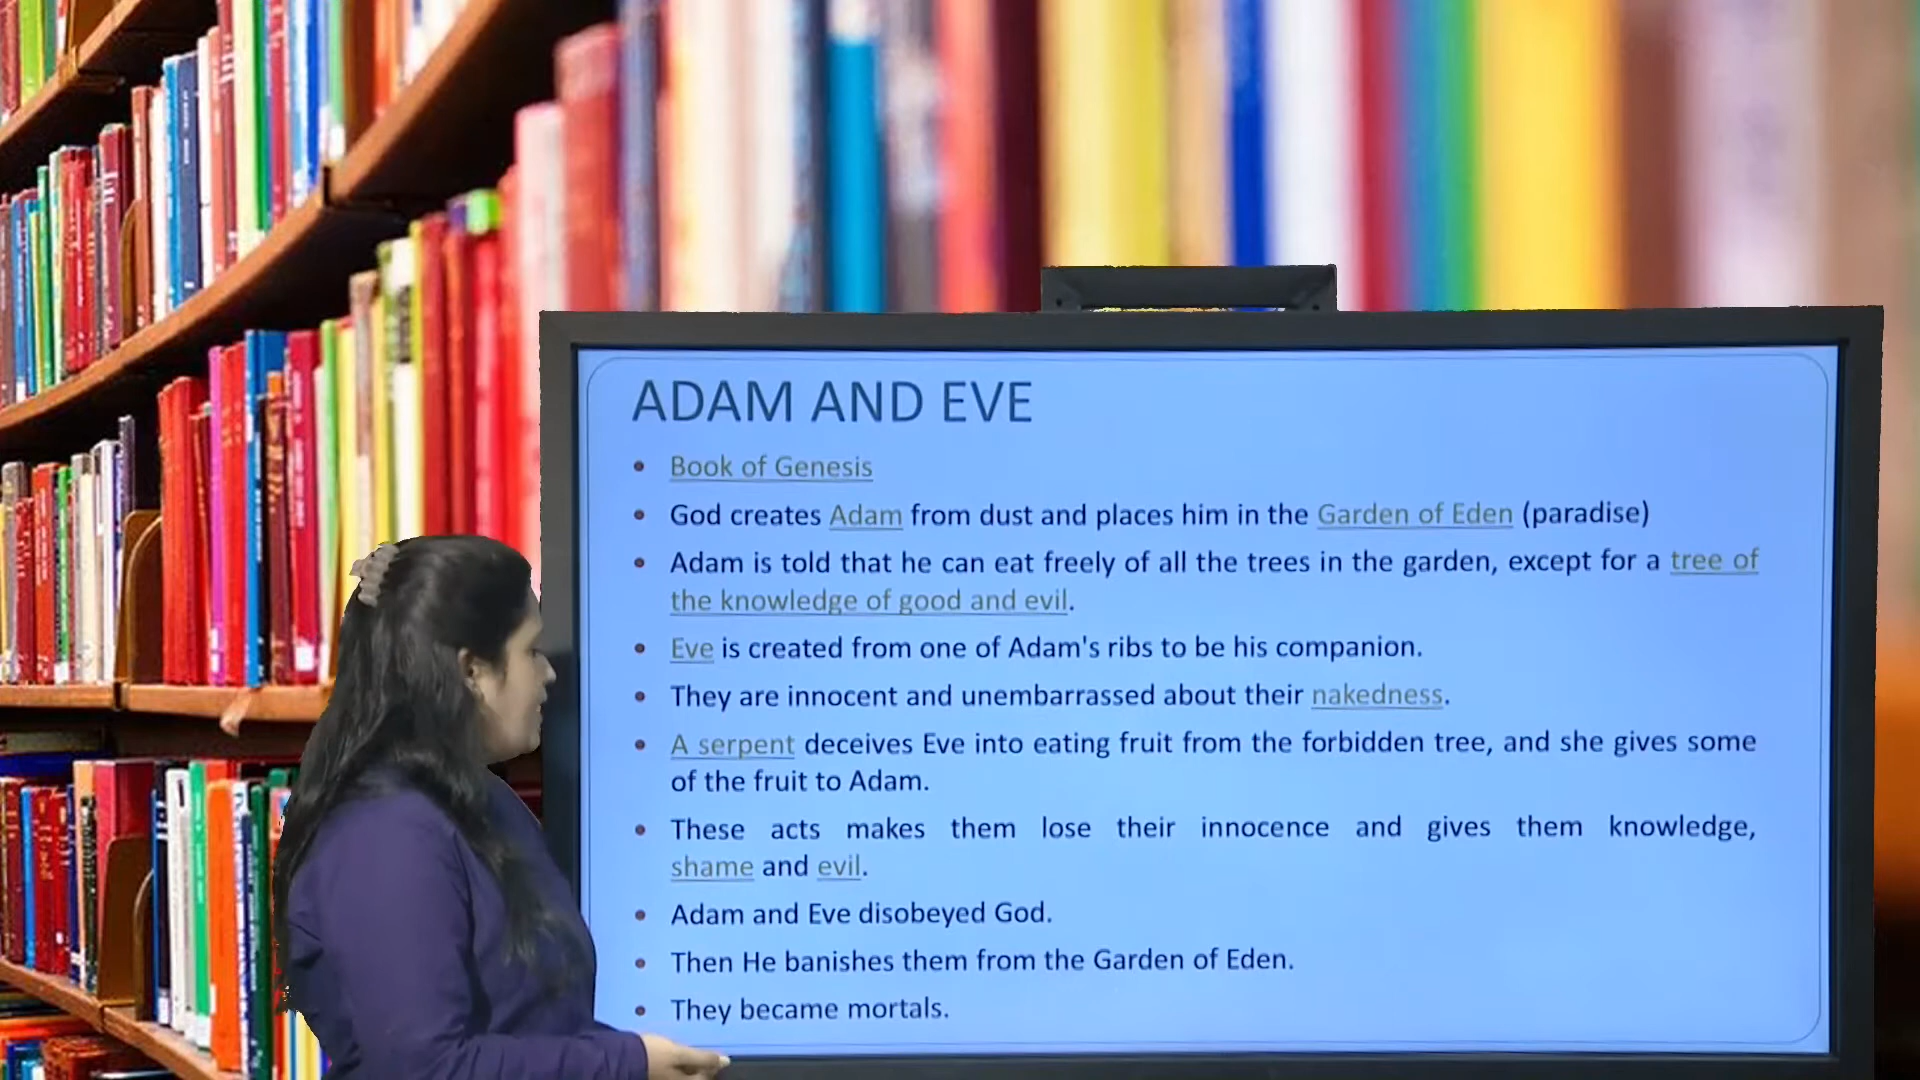 ADAM AND EVE
• Book of Genesis
• God creates Adam from dust and places him in the Garden of Eden (paradise)
• Adam is told that he can eat freely of all the trees in the garden, except for a tree of
the knowledge of good and evil.
• Eve is created from one of Adam's ribs to be his companion.
• They are innocent and unembarrassed about their nakedness.
• A serpent deceives Eve into eating fruit from the forbidden tree, and she gives some
of the fruit to Adam.
• These acts makes them lose their innocence and gives them knowledge,
shame and evil.
• Adam and Eve disobeyed God.
• Then He banishes them from the Garden of Eden.
• They became mortals.